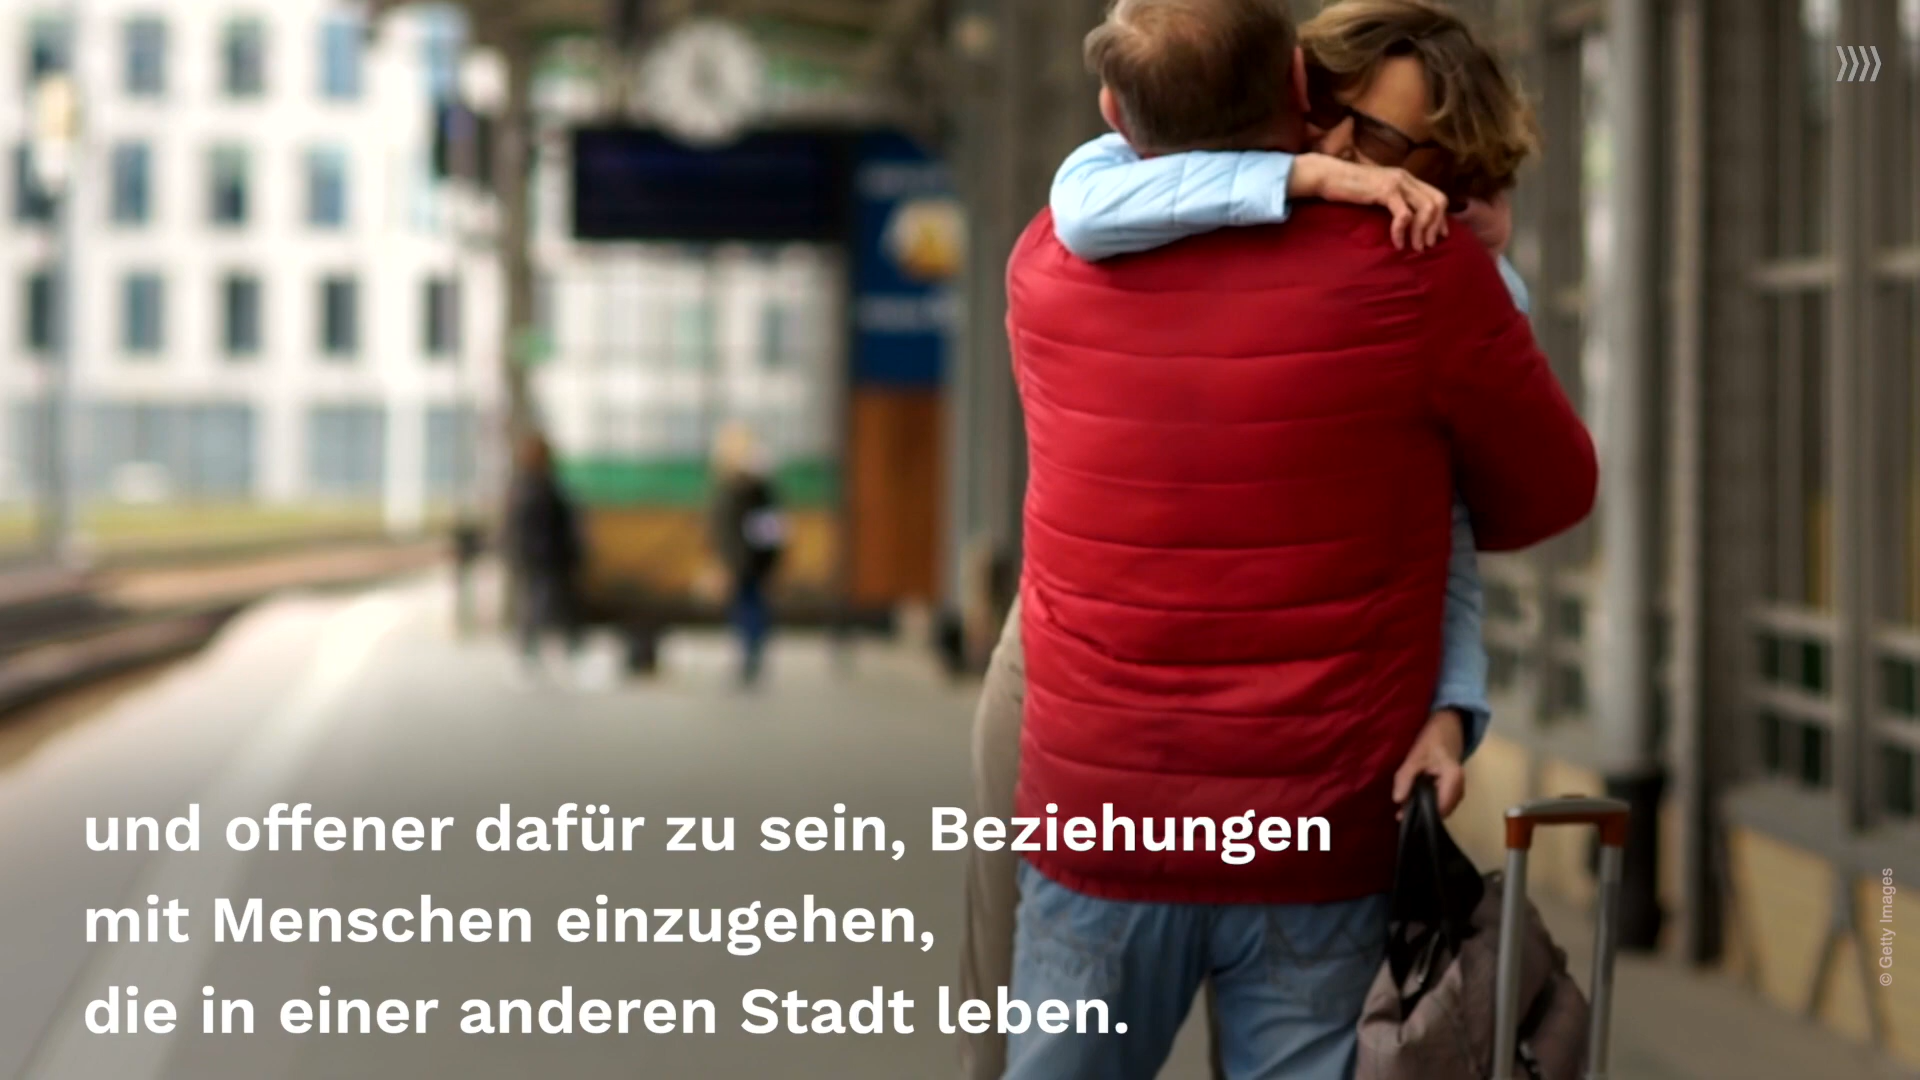 und offener dafür zu sein, Beziehungen
mit Menschen einzugehen,
die in einer anderen Stadt leben.
© Getty Images